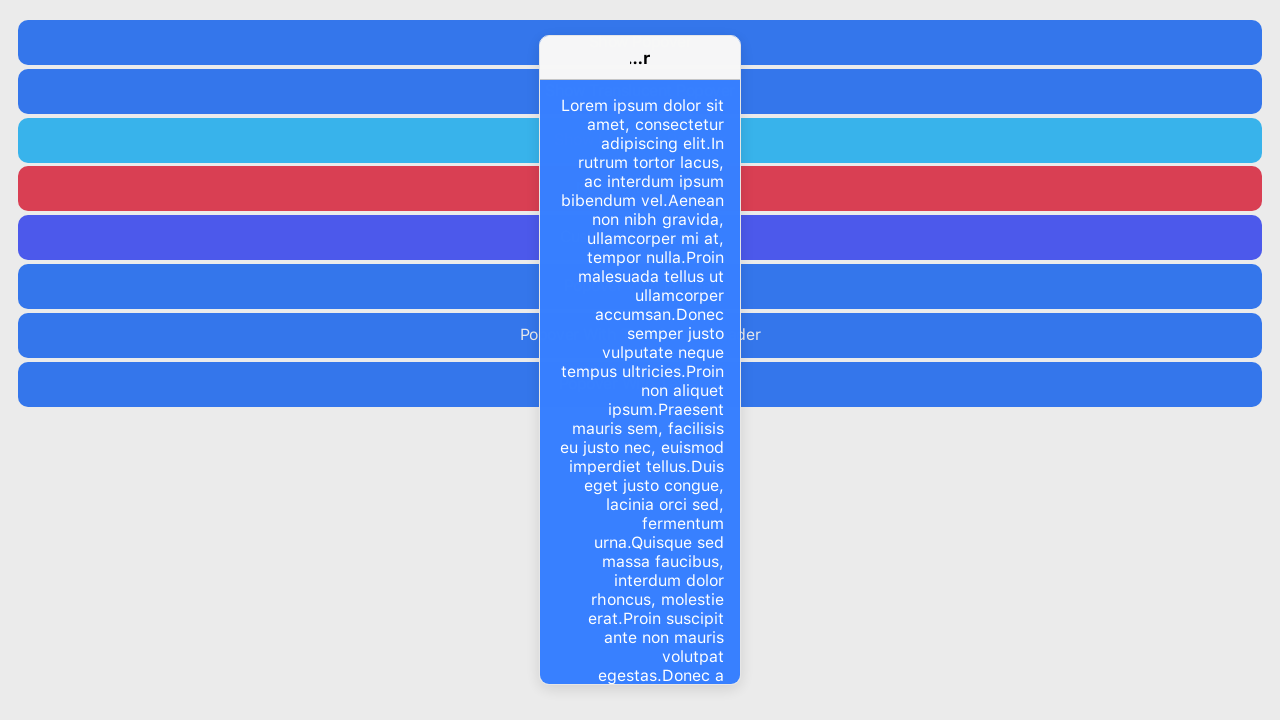 ...r
Lorem ipsum dolor sit
amet, consectetur
adipiscing elit.In
rutrum tortor lacus,
ac interdum ipsum
bibendum vel.Aenean
non nibh gravida,
ullamcorper mi at,
tempor nulla.Proin
malesuada tellus ut
ullamcorper
accumsan.Donec
semper justo
vulputate neque
tempus ultricies.Proin
non aliquet
ipsum.Praesent
mauris sem, facilisis
eu justo nec, euismod
imperdiet tellus.Duis
eget justo congue,
lacinia orci sed,
fermentum
urna.Quisque sed
massa faucibus,
interdum dolor
rhoncus, molestie
erat.Proin suscipit
ante non mauris
volutpat
egestas.Donec a
Po
der